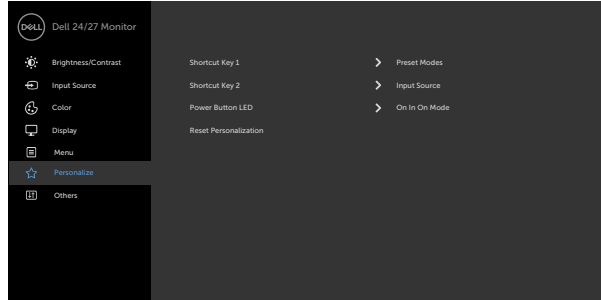 DELL Dell 24/27 Monitor
Brightness/Contrast
Input Source
Color
Display
Menu
Personalize
Others
Shortcut Key 1 Preset Modes
Shortcut Key 2 Input Source
Power Button LED On In On Mode
Reset Personalization